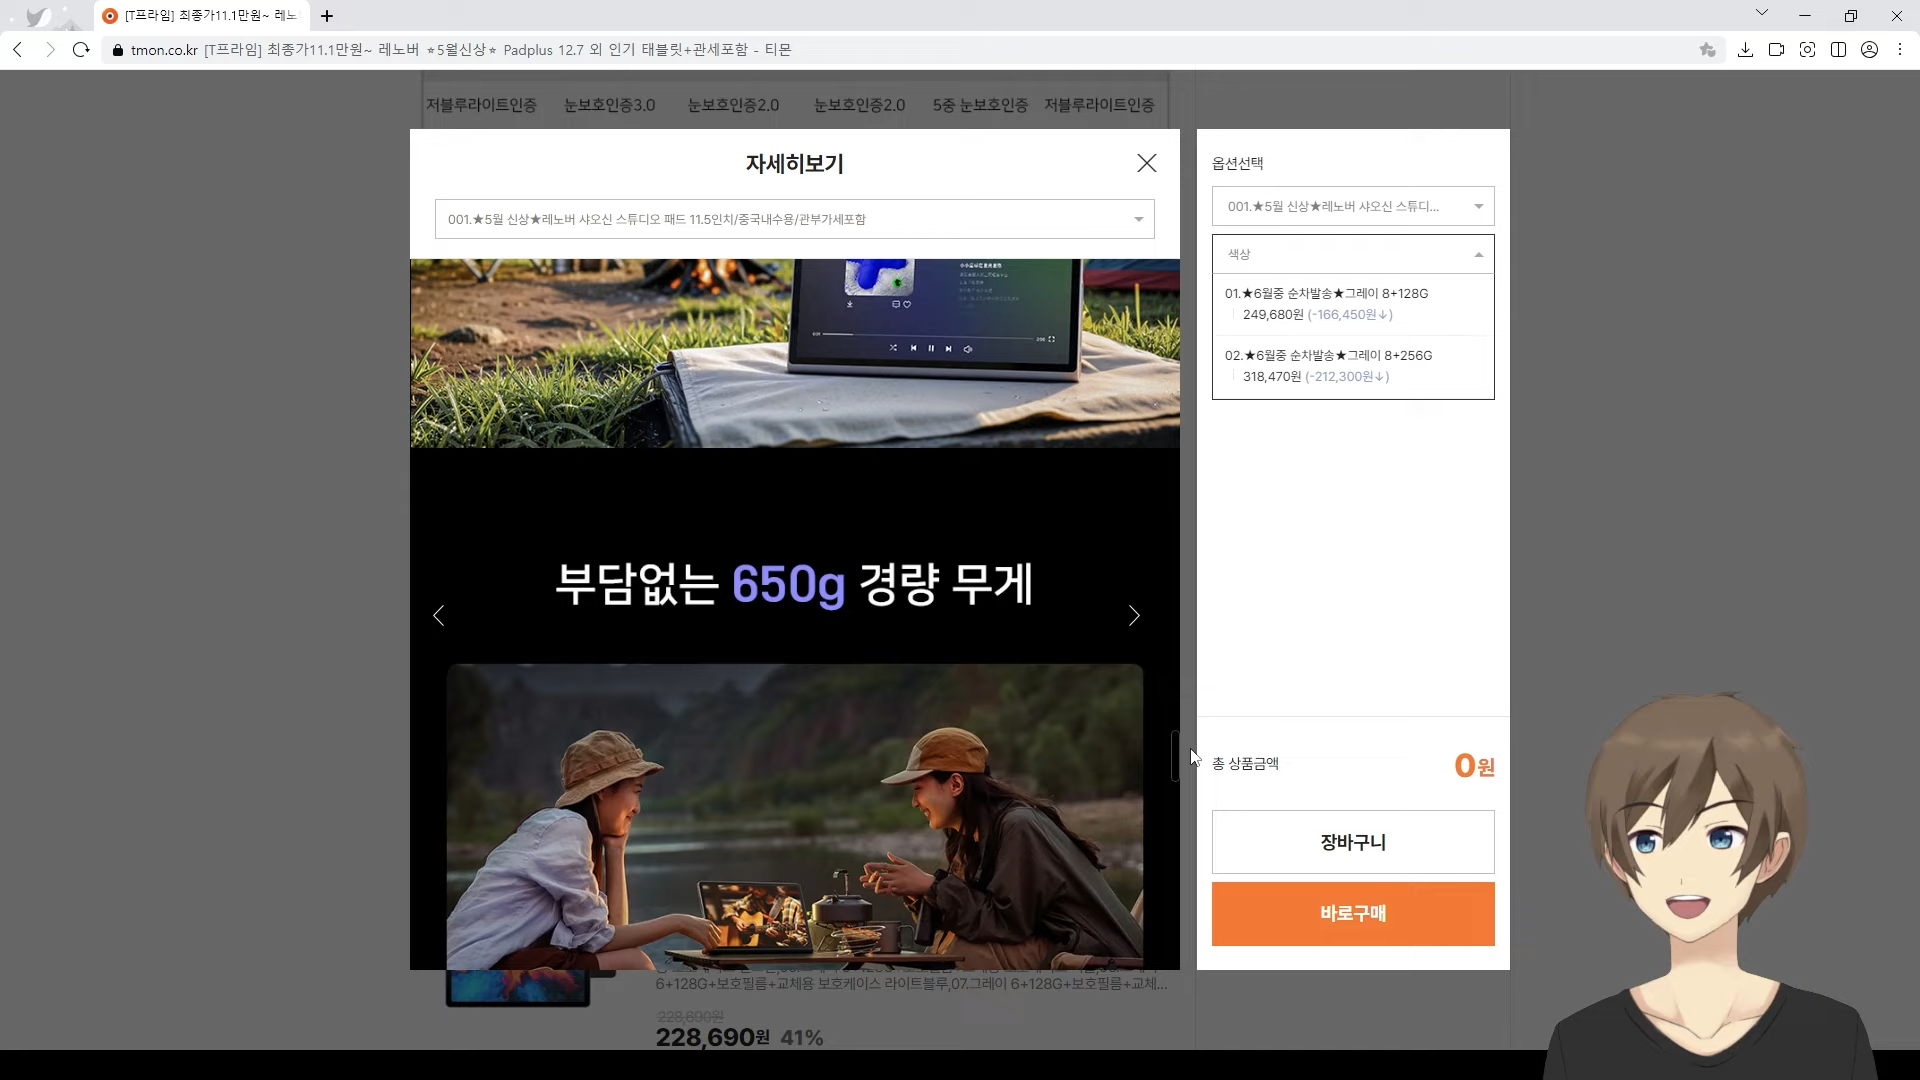 [T프라임] 최종가11.1만원~ 레노
tmon.co.kr [T프라임] 최종가11.1만원~ 레노버 ⭐5월신상⭐ Padplus 12.7 외 인기 태블릿+관세포함 - 티몬
저블루라이트인증 눈보호인증3.0 눈보호인증2.0 눈보호인증2.0 5중 눈보호인증 저블루라이트인증
자세히보기
001.★5월 신상★레노버 샤오신 스튜디오 패드 11.5인치/중국내수용/관부가세포함
부담없는 650g 경량 무게
옵션선택
001.★5월 신상★레노버 샤오신 스튜디...
색상
01.★6월중 순차발송★그레이 8+128G
249,680원 (-166,450원↓)
02.★6월중 순차발송★그레이 8+256G
318,470원 (-212,300원↓)
총 상품금액
0원
장바구니
바로구매
6+128G+보호필름+교체용 보호케이스 라이트블루,07.그레이 6+128G+보호필름+교체...
228,690원
228,690원 41%